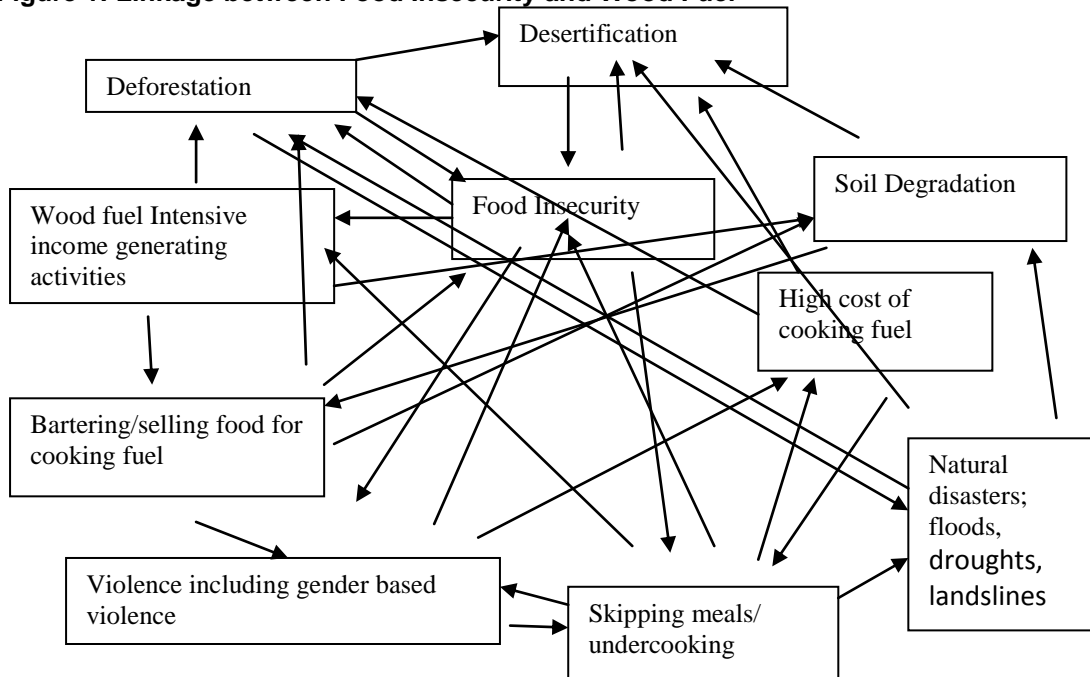 Figure 1: Linkage between Food Insecurity and Wood Fuel
Desertification
Deforestation
Soil Degradation
Food Insecurity
Wood fuel Intensive
income generating
activities
High cost of
cooking fuel
Bartering/selling food for
cooking fuel
Natural
disasters;
floods,
droughts,
landslines
Violence including gender based
violence
Skipping meals/
undercooking